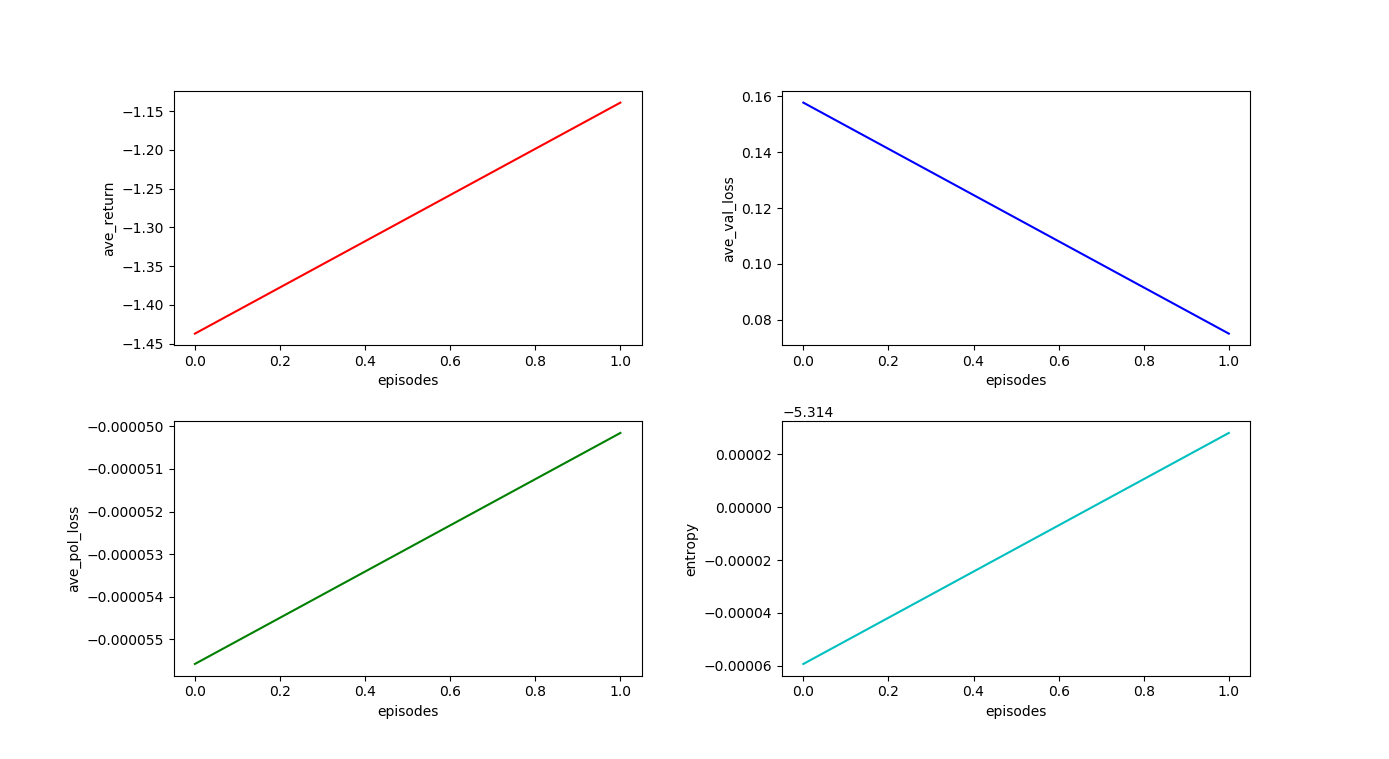 ave_return
−1.15
−1.20
−1.25
−1.30
−1.35
−1.40
−1.45
0.0 0.2 0.4 0.6 0.8 1.0
episodes
ave_val_loss
0.16
0.14
0.12
0.10
0.08
0.0 0.2 0.4 0.6 0.8 1.0
episodes
ave_pol_loss
−0.000050
−0.000051
−0.000052
−0.000053
−0.000054
−0.000055
0.0 0.2 0.4 0.6 0.8 1.0
episodes
−5.314
entropy
0.00002
0.00000
−0.00002
−0.00004
−0.00006
0.0 0.2 0.4 0.6 0.8 1.0
episodes